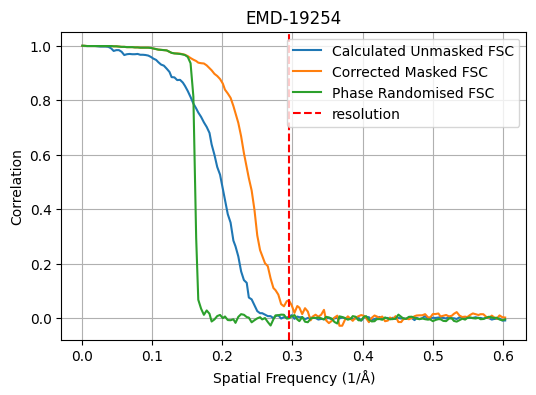 EMD-19254
1.0
0.8
0.6
0.4
0.2
0.0
Correlation
Calculated Unmasked FSC
Corrected Masked FSC
Phase Randomised FSC
resolution
0.0 0.1 0.2 0.3 0.4 0.5 0.6
Spatial Frequency (1/Å)